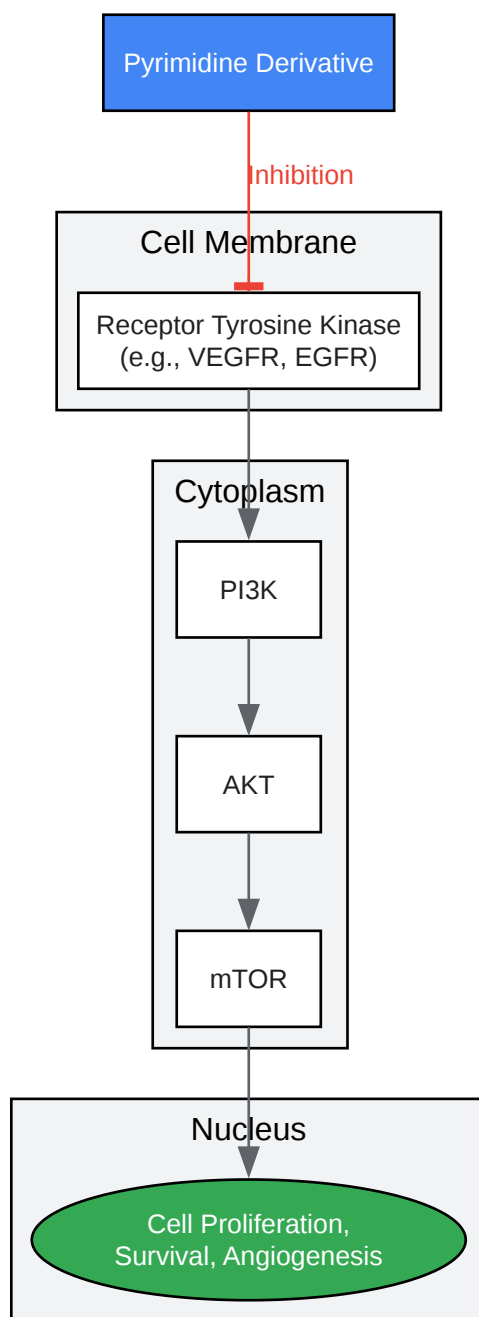 Pyrimidine Derivative
Inhibition
Cell Membrane
Receptor Tyrosine Kinase
(e.g., VEGFR, EGFR)
Cytoplasm
PI3K
AKT
mTOR
Nucleus
Cell Proliferation,
Survival, Angiogenesis